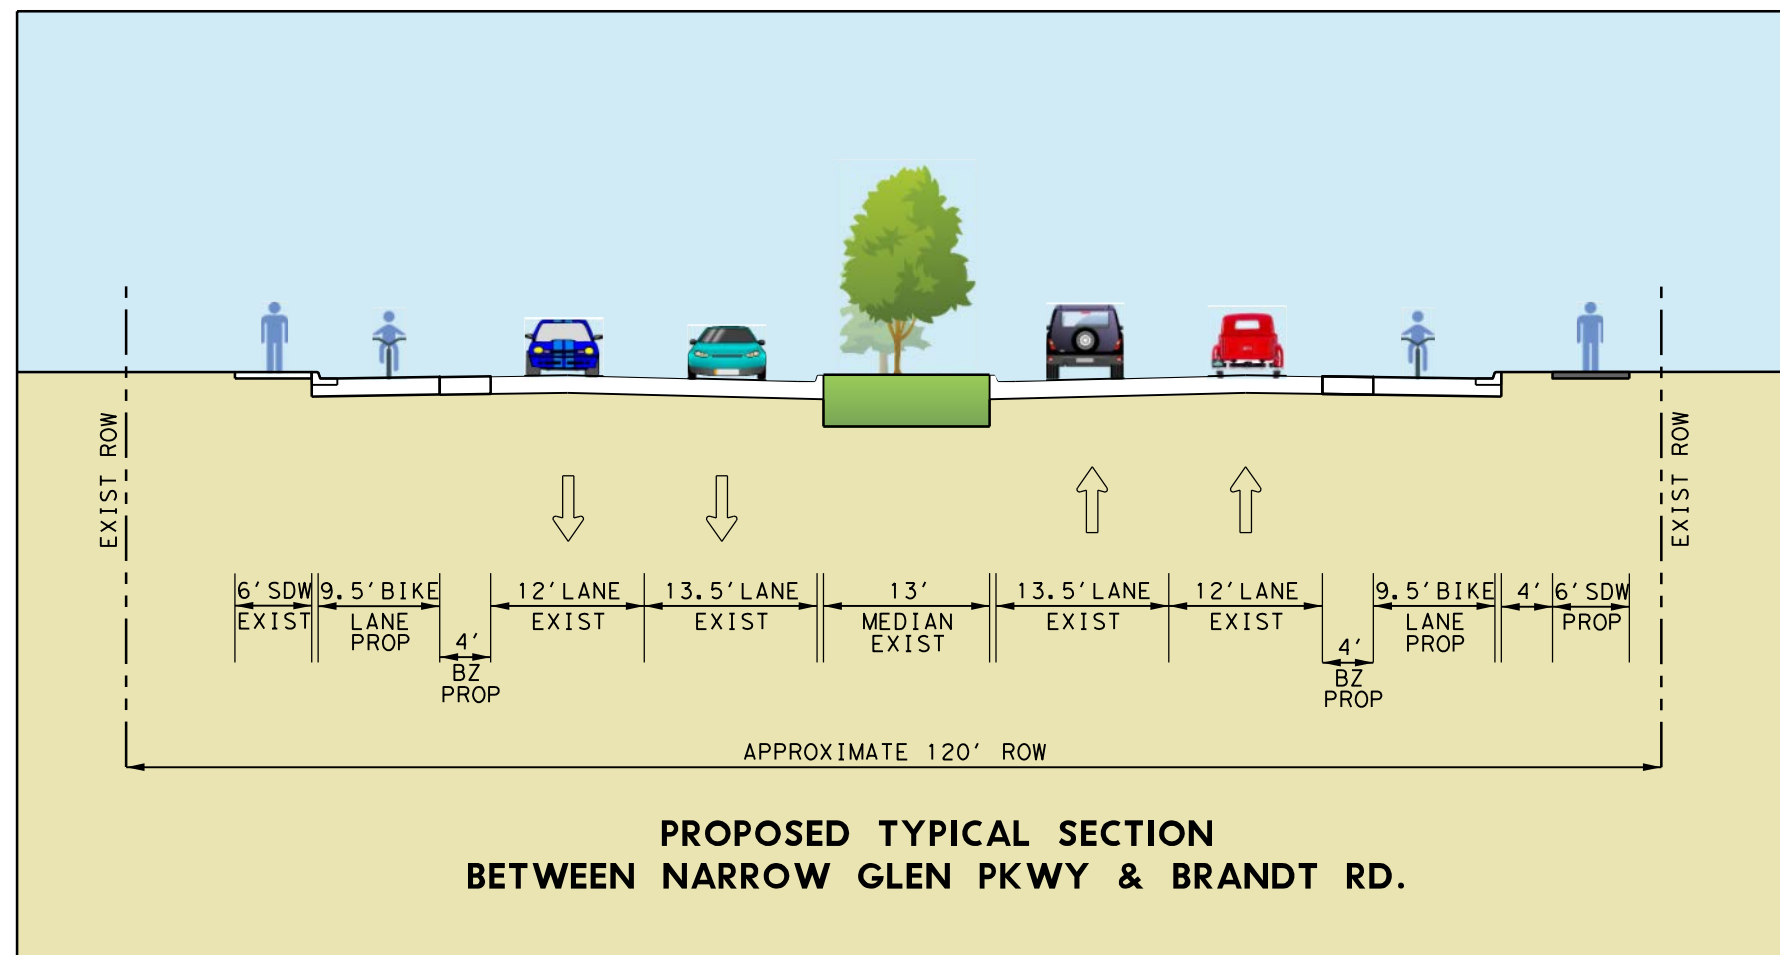 EXIST ROW
EXIST ROW
6' SDW
EXIST
9.5' BIKE
LANE
PROP
4'
BZ
PROP
12' LANE
EXIST
13.5' LANE
EXIST
13'
MEDIAN
EXIST
13.5' LANE
EXIST
12' LANE
EXIST
4'
BZ
PROP
9.5' BIKE
LANE
PROP
4'
6' SDW
PROP
APPROXIMATE 120' ROW
PROPOSED TYPICAL SECTION
BETWEEN NARROW GLEN PKWY & BRANDT RD.